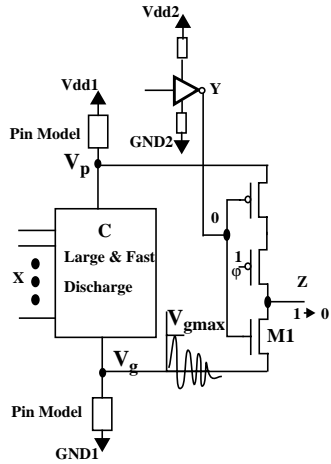 Vdd2
Vdd1
Y
Pin Model
GND2
Vp
C
0
Large & Fast
Discharge
X
1
φ
Z
1 → 0
Vgmax
M1
Vg
Pin Model
GND1